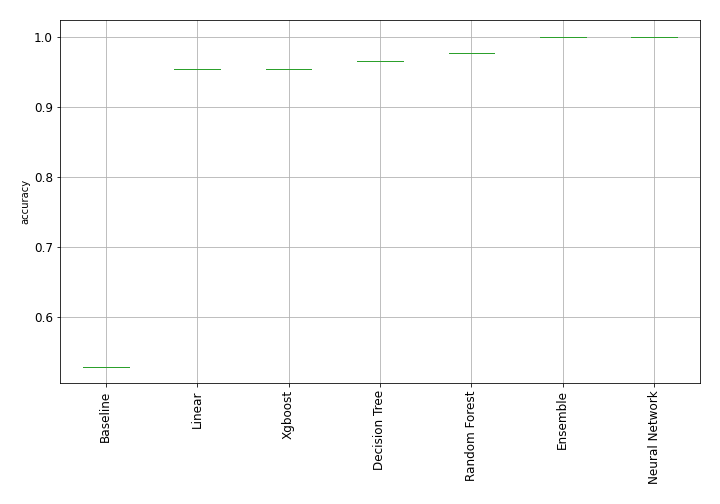 1.0
0.9
0.8
0.7
0.6
accuracy
Baseline
Linear
Xgboost
Decision Tree
Random Forest
Ensemble
Neural Network